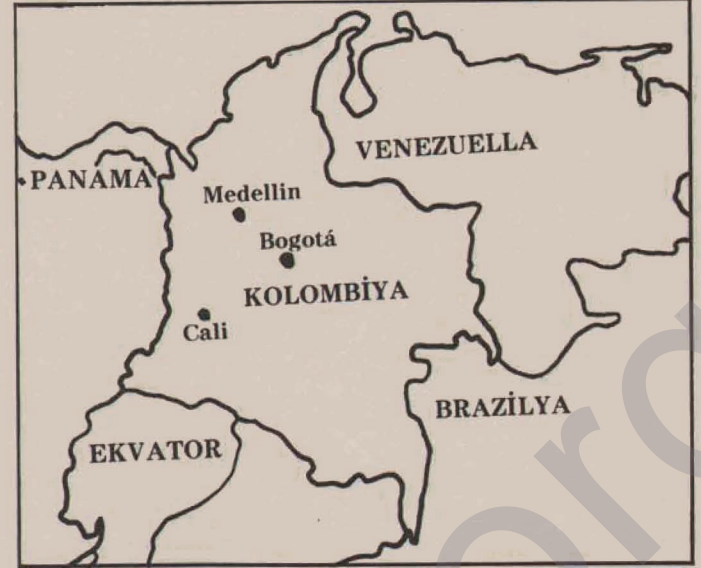 VENEZUELLA
PANAMA
Medellin
Bogotá
KOLOMBİYA
Cali
BRAZİLYA
EKVATOR